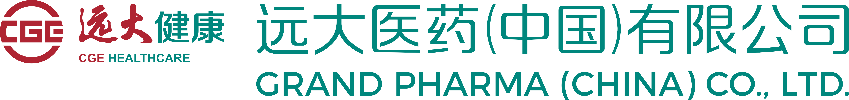 CGE 远大健康
CGE HEALTHCARE
远大医药(中国)有限公司
GRAND PHARMA (CHINA) CO., LTD.